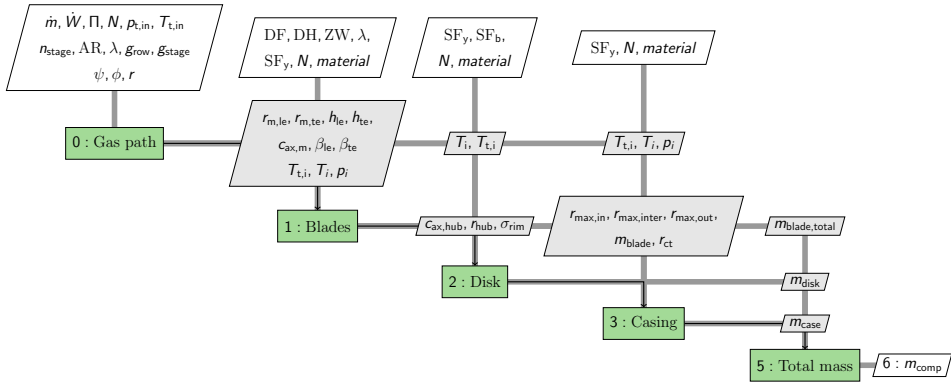 ṁ, Ẇ, Π, N, p_t,in, T_t,in
n_stage, AR, λ, g_row, g_stage
ψ, ϕ, r
DF, DH, ZW, λ,
SF_y, N, material
SF_y, SF_b,
N, material
SF_y, N, material
0 : Gas path
r_m,le, r_m,te, h_le, h_te,
c_ax,m, β_le, β_te
T_t,i, T_i, p_i
T_i, T_t,i
T_t,i, T_i, p_i
1 : Blades
c_ax,hub, r_hub, σ_rim
r_max,in, r_max,inter, r_max,out,
m_blade, r_ct
m_blade,total
2 : Disk
m_disk
3 : Casing
m_case
5 : Total mass
6 : m_comp